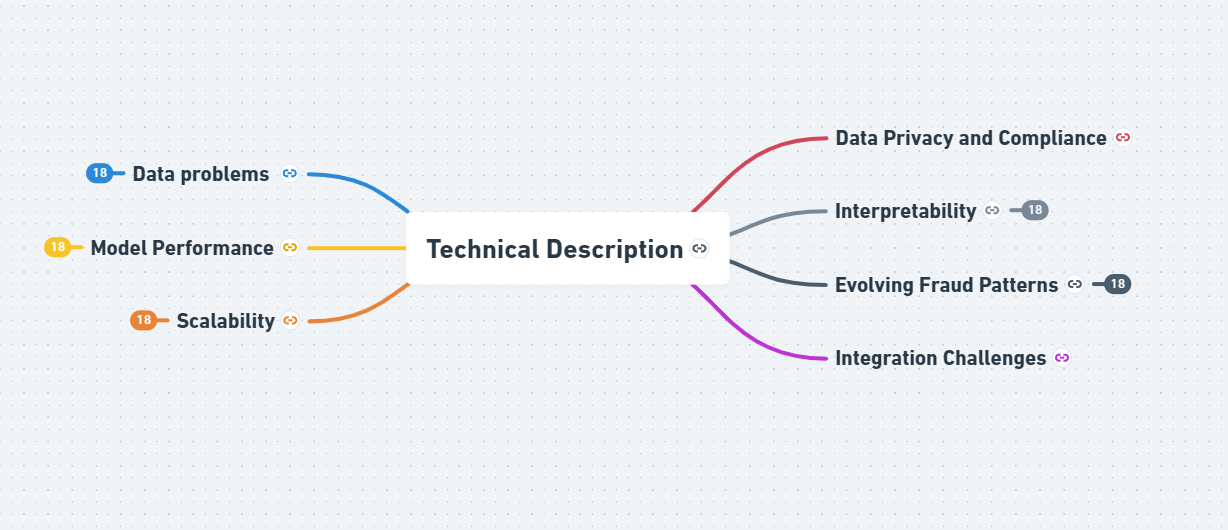 Data Privacy and Compliance
18 Data problems
Interpretability 18
18 Model Performance
Technical Description
Evolving Fraud Patterns 18
18 Scalability
Integration Challenges